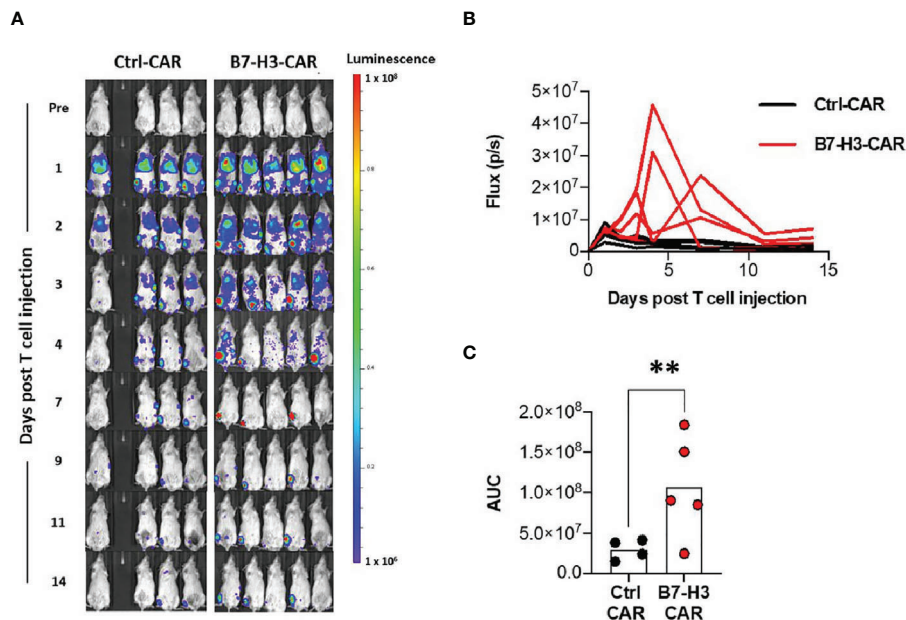 A
Ctrl-CAR
B7-H3-CAR
Luminescence
1 x 10⁸
0.8
0.6
0.4
0.2
1 x 10⁶
Days post T cell injection
Pre
1
2
3
4
7
9
11
14
B
Flux (p/s)
5×10⁷
4×10⁷
3×10⁷
2×10⁷
1×10⁷
0
0
5
10
15
Days post T cell injection
Ctrl-CAR
B7-H3-CAR
C
**
AUC
2.0×10⁸
1.5×10⁸
1.0×10⁸
5.0×10⁷
0.0
Ctrl
CAR
B7-H3
CAR